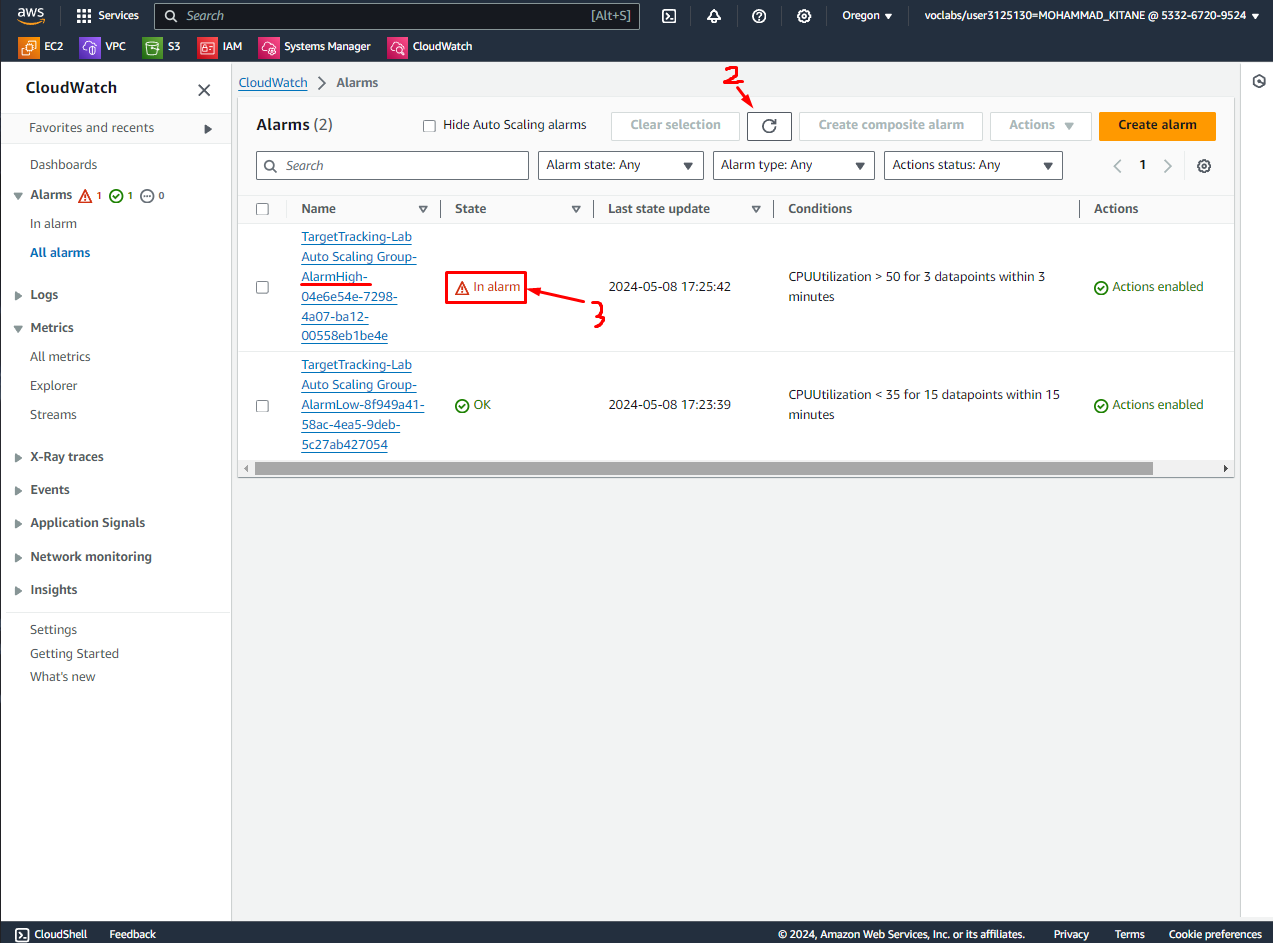 aws
Services
Search
[Alt+S]
Oregon
voclabs/user3125130=MOHAMMAD_KITANE @ 5332-6720-9524
EC2
VPC
S3
IAM
Systems Manager
CloudWatch
CloudWatch
Favorites and recents
Dashboards
Alarms 1 1 0
In alarm
All alarms
Logs
Metrics
All metrics
Explorer
Streams
X-Ray traces
Events
Application Signals
Network monitoring
Insights
Settings
Getting Started
What's new
CloudWatch
Alarms
2
Alarms (2)
Hide Auto Scaling alarms
Clear selection
Create composite alarm
Actions
Create alarm
Search
Alarm state: Any
Alarm type: Any
Actions status: Any
1
Name
State
Last state update
Conditions
Actions
TargetTracking-Lab
Auto Scaling Group-
AlarmHigh-
04e6e54e-7298-
4a07-ba12-
00558eb1be4e
In alarm
3
2024-05-08 17:25:42
CPUUtilization > 50 for 3 datapoints within 3
minutes
Actions enabled
TargetTracking-Lab
Auto Scaling Group-
AlarmLow-8f949a41-
58ac-4ea5-9deb-
5c27ab427054
OK
2024-05-08 17:23:39
CPUUtilization < 35 for 15 datapoints within 15
minutes
Actions enabled
CloudShell
Feedback
© 2024, Amazon Web Services, Inc. or its affiliates.
Privacy
Terms
Cookie preferences